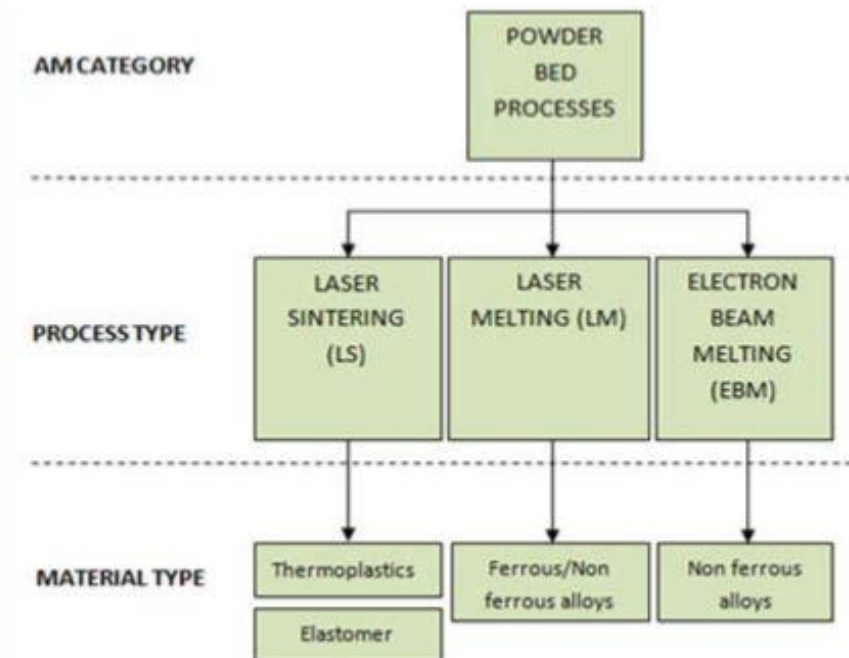 AM CATEGORY
POWDER
BED
PROCESSES
PROCESS TYPE
LASER
SINTERING
(LS)
LASER
MELTING (LM)
ELECTRON
BEAM
MELTING
(EBM)
MATERIAL TYPE
Thermoplastics
Elastomer
Ferrous/Non
ferrous alloys
Non ferrous
alloys